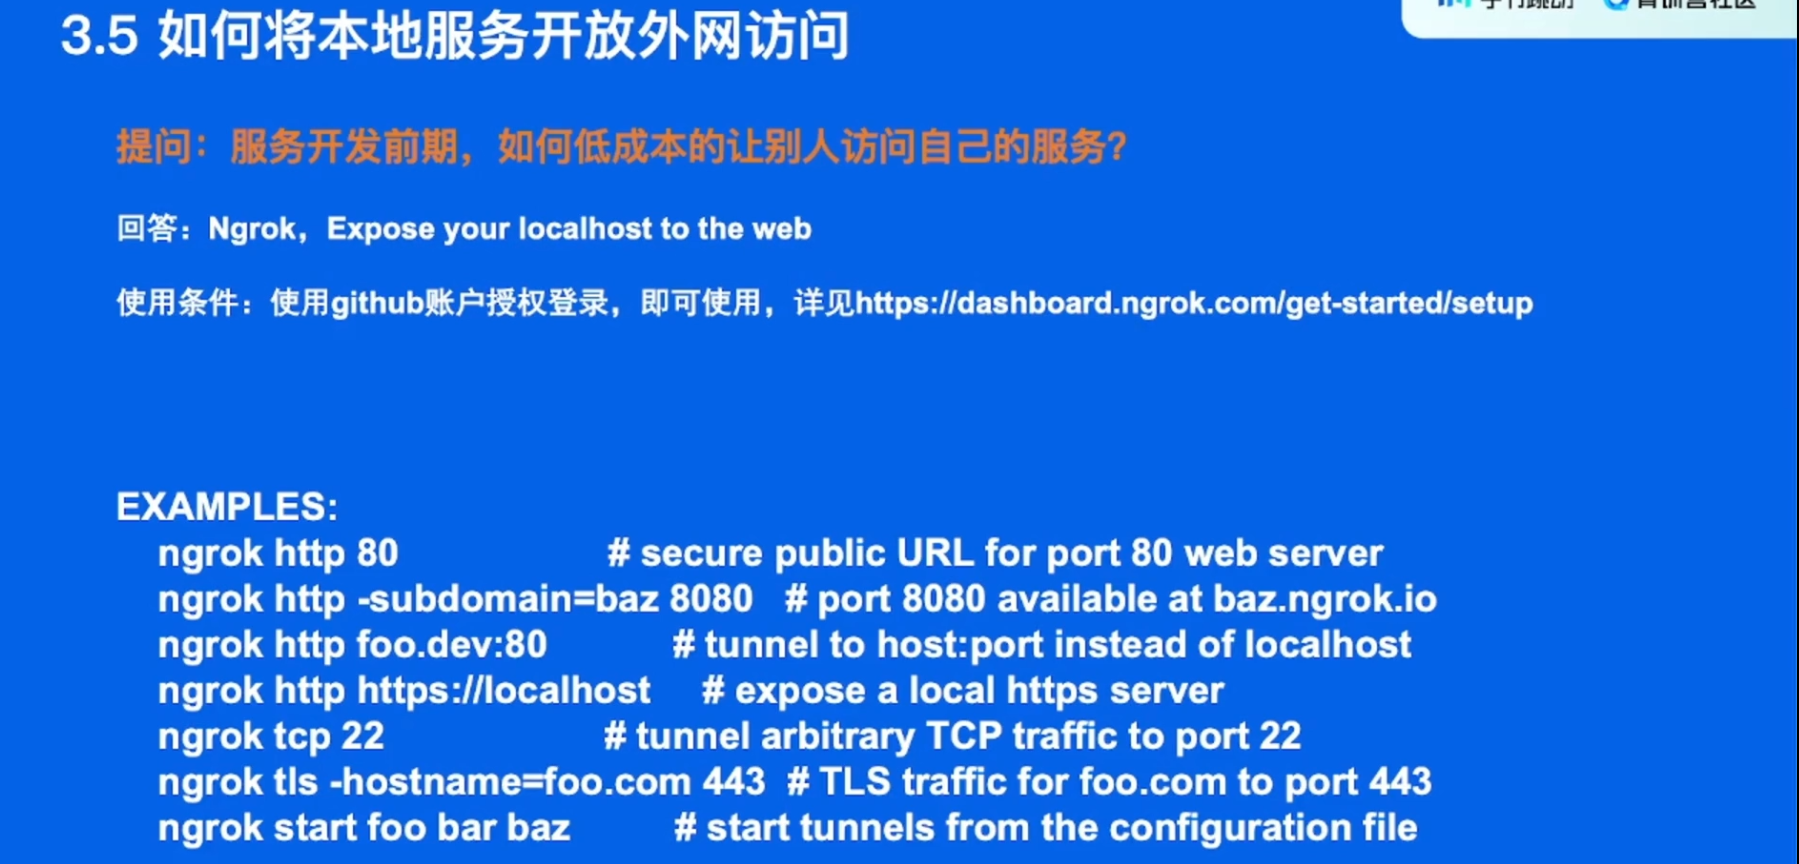 3.5 如何将本地服务开放外网访问
提问：服务开发前期，如何低成本的让别人访问自己的服务？
回答：Ngrok，Expose your localhost to the web
使用条件：使用github账户授权登录，即可使用，详见https://dashboard.ngrok.com/get-started/setup
EXAMPLES:
ngrok http 80 # secure public URL for port 80 web server
ngrok http -subdomain=baz 8080 # port 8080 available at baz.ngrok.io
ngrok http foo.dev:80 # tunnel to host:port instead of localhost
ngrok http https://localhost # expose a local https server
ngrok tcp 22 # tunnel arbitrary TCP traffic to port 22
ngrok tls -hostname=foo.com 443 # TLS traffic for foo.com to port 443
ngrok start foo bar baz # start tunnels from the configuration file